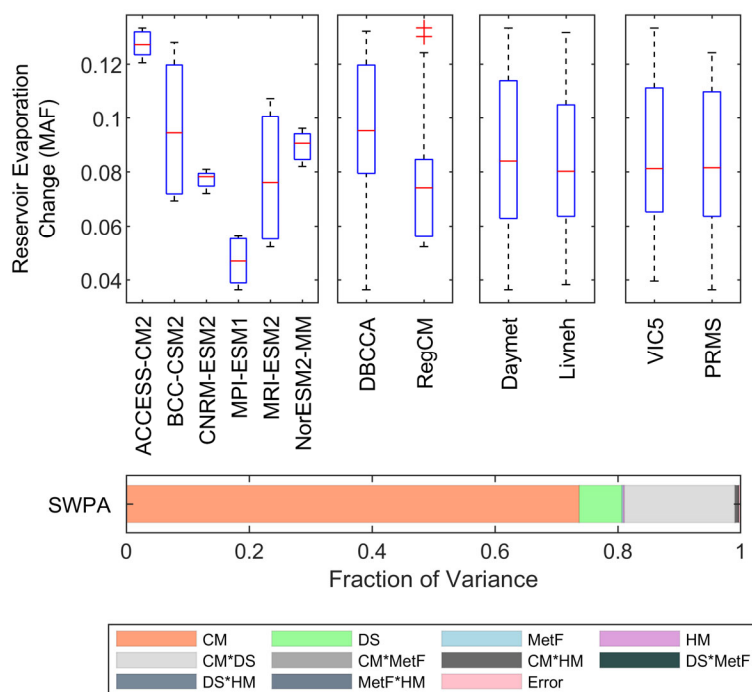 Reservoir Evaporation
Change (MAF)
0.12
0.1
0.08
0.06
0.04
ACCESS-CM2
BCC-CSM2
CNRM-ESM2
MPI-ESM1
MRI-ESM2
NorESM2-MM
DBCCA
RegCM
Daymet
Livneh
VIC5
PRMS
SWPA
0 0.2 0.4 0.6 0.8 1
Fraction of Variance
CM DS MetF HM
CM*DS CM*MetF CM*HM DS*MetF
DS*HM MetF*HM Error